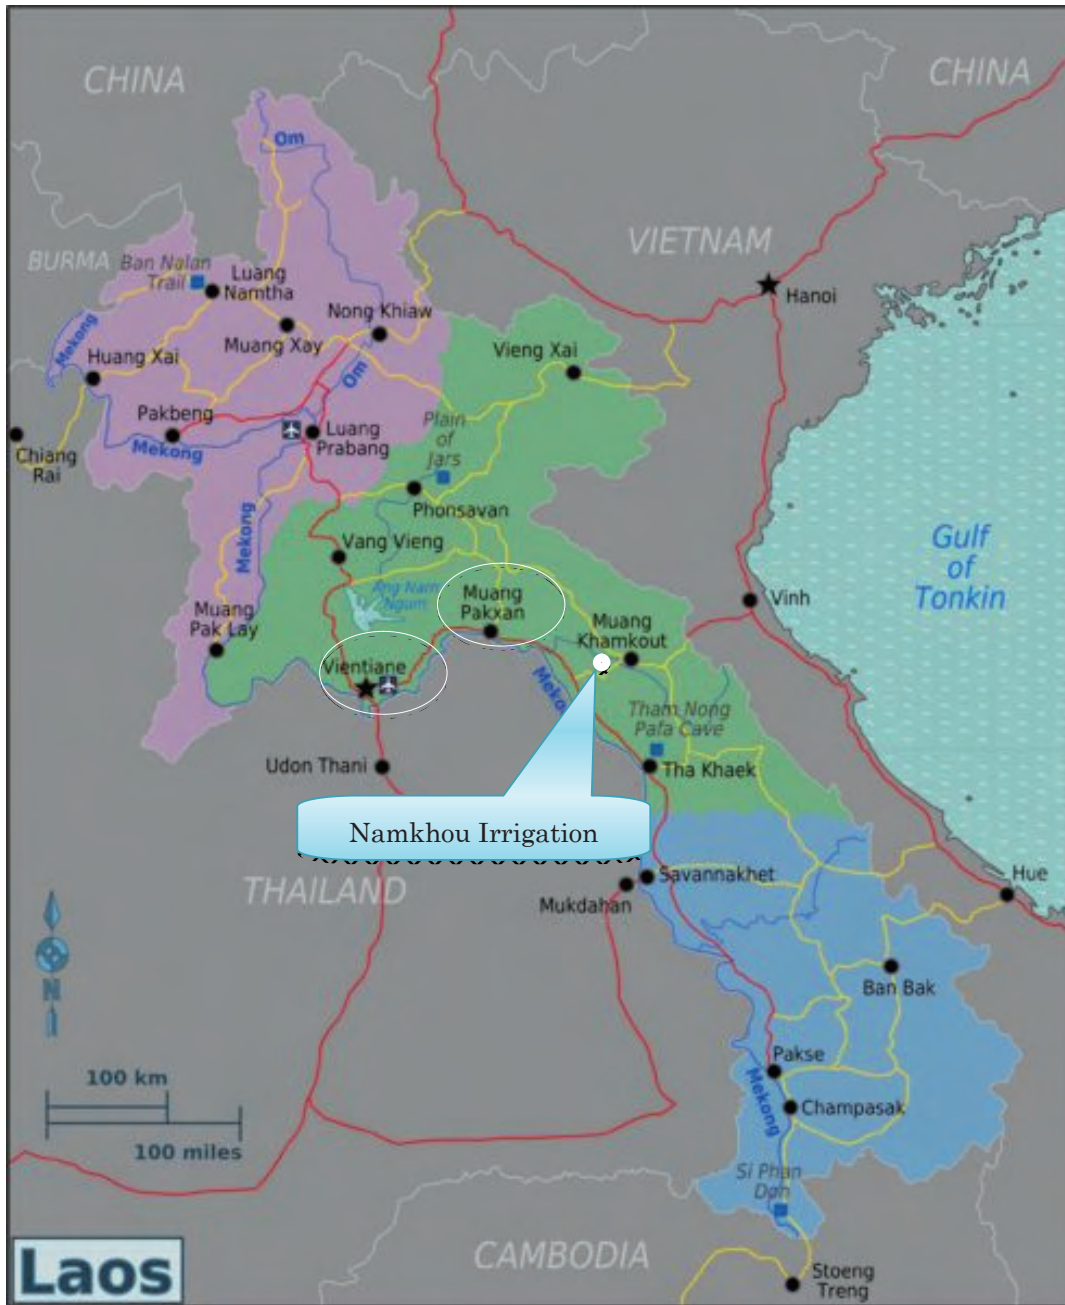 CHINA
CHINA
Om
VIETNAM
BURMA
Ban Nalan
Trail
Luang
Namtha
Hanoi
Mekong
Nong Khiaw
Muang Xay
Vieng Xai
Huang Xai
Om
Pakbeng
Plain
of
Jars
Luang
Prabang
Mekong
Chiang
Rai
Phonsavan
Mekong
Vang Vieng
Gulf
of
Tonkin
Ang Nam
Ngum
Muang
Pakxan
Vinh
Muang
Pak Lay
Muang
Khamkout
Vientiane
Meko
Tham Nong
Pafa Cave
Udon Thani
Tha Khaek
Namkhou Irrigation
THAILAND
Savannakhet
Mukdahan
Hue
N
Ban Bak
Pakse
100 km
Mekong
Champasak
100 miles
Si Phan
Don
Laos
CAMBODIA
Stoeng
Treng